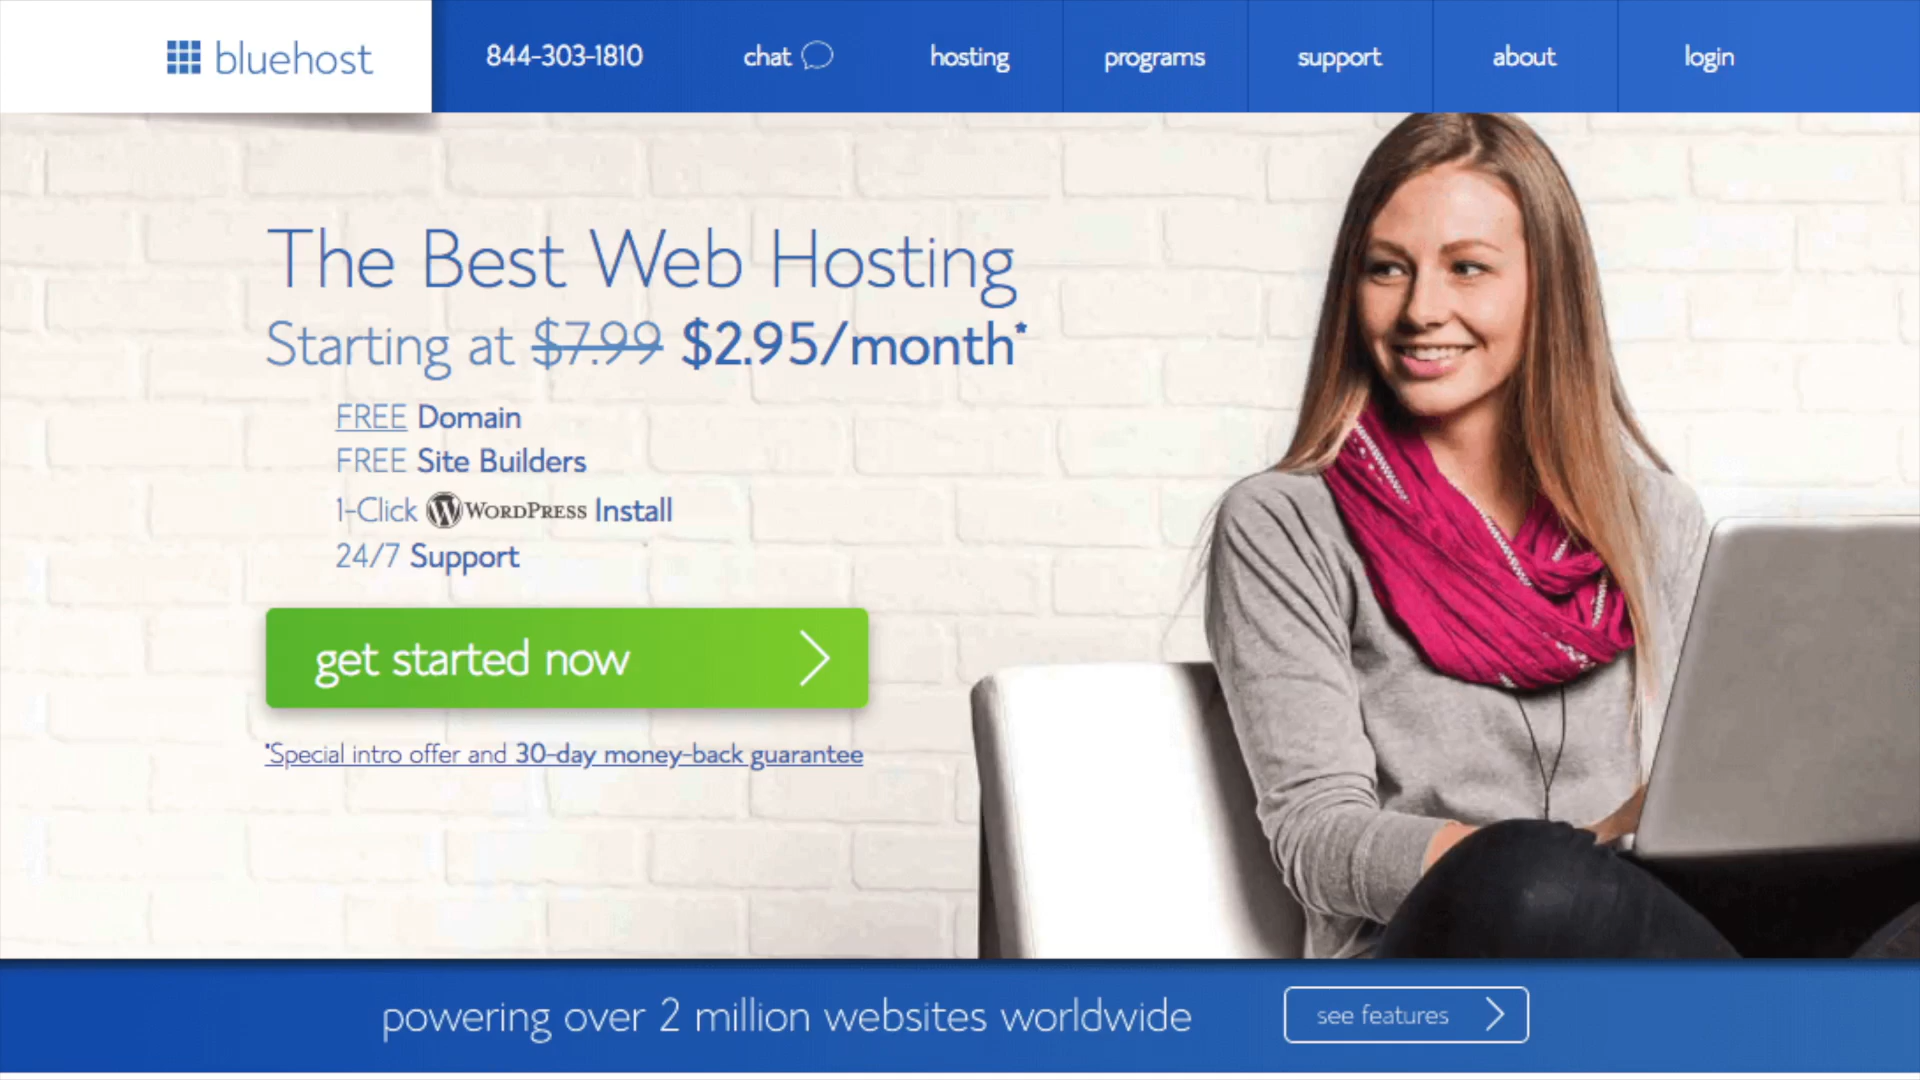 bluehost
844-303-1810
chat
hosting
programs
support
about
login
The Best Web Hosting
Starting at $7.99 $2.95/month*
FREE Domain
FREE Site Builders
1-Click WORDPRESS Install
24/7 Support
get started now
*Special intro offer and 30-day money-back guarantee
powering over 2 million websites worldwide
see features